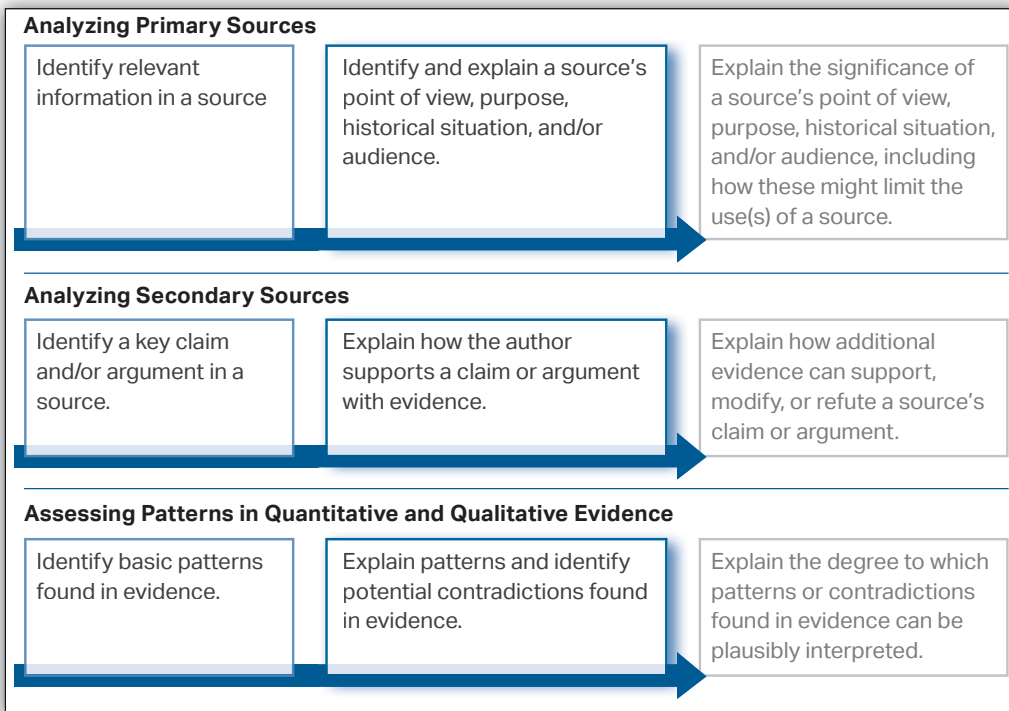 Analyzing Primary Sources
Identify relevant
information in a source
Identify and explain a source's
point of view, purpose,
historical situation, and/or
audience.
Explain the significance of
a source's point of view,
purpose, historical situation,
and/or audience, including
how these might limit the
use(s) of a source.
Analyzing Secondary Sources
Identify a key claim
and/or argument in a
source.
Explain how the author
supports a claim or argument
with evidence.
Explain how additional
evidence can support,
modify, or refute a source's
claim or argument.
Assessing Patterns in Quantitative and Qualitative Evidence
Identify basic patterns
found in evidence.
Explain patterns and identify
potential contradictions found
in evidence.
Explain the degree to which
patterns or contradictions
found in evidence can be
plausibly interpreted.